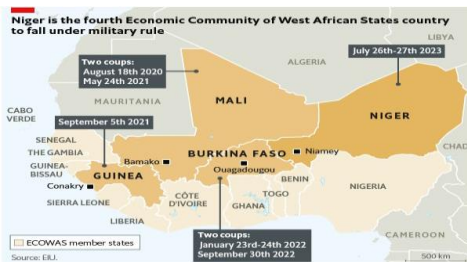 Niger is the fourth Economic Community of West African States country
to fall under military rule
LIBYA
July 26th-27th 2023
Two coups:
August 18th 2020
May 24th 2021
ALGERIA
MAURITANIA
MALI
CABO
VERDE
NIGER
September 5th 2021
SENEGAL
THE GAMBIA
GUINEA-
BISSAU
Bamako
BURKINA FASO
Niamey
CHAD
Ouagadougou
GUINEA
Conakry
BENIN
NIGERIA
SIERRA LEONE
CÔTE
D'IVOIRE
GHANA
TOGO
LIBERIA
Two coups:
January 23rd-24th 2022
September 30th 2022
CAMEROON
ECOWAS member states
Source: EIU.
500 km